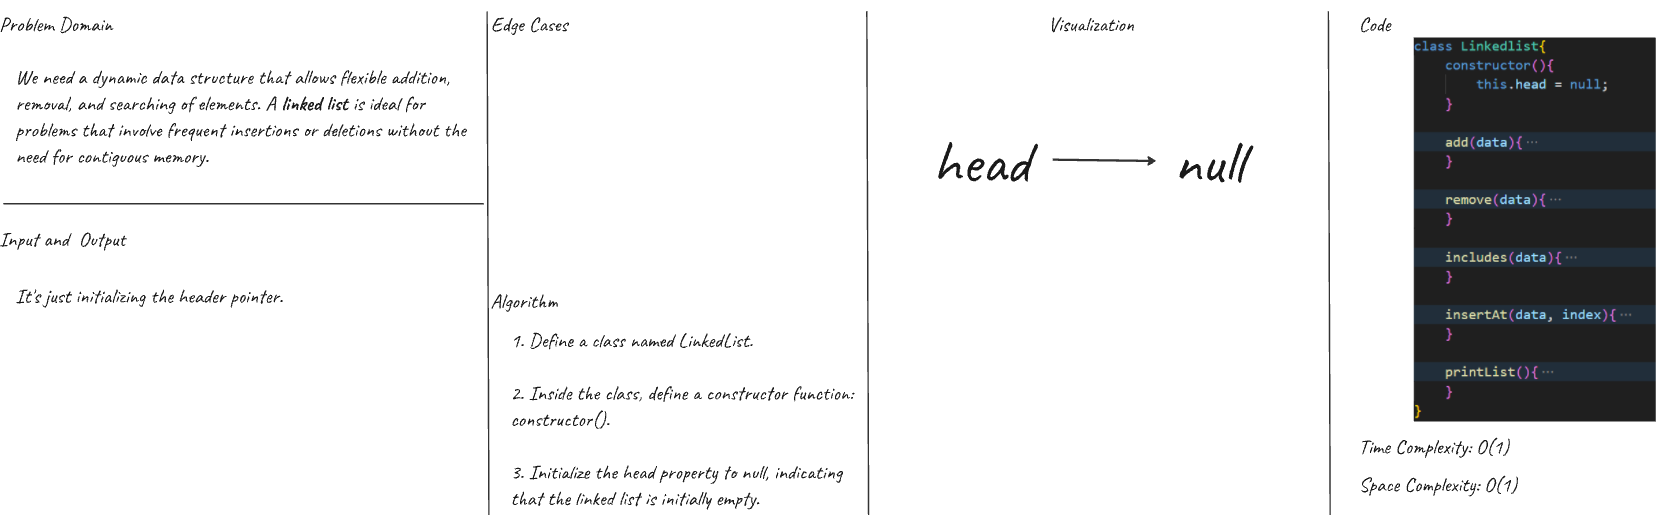 Problem Domain
We need a dynamic data structure that allows flexible addition,
removal, and searching of elements. A linked list is ideal for
problems that involve frequent insertions or deletions without the
need for contiguous memory.
Input and Output
It's just initializing the header pointer.
Edge Cases
Algorithm
1. Define a class named LinkedList.
2. Inside the class, define a constructor function:
constructor().
3. Initialize the head property to null, indicating
that the linked list is initially empty.
Visualization
head
null
Code
class Linkedlist{
constructor(){
this.head = null;
}
add(data){ ···
}
remove(data){ ···
}
includes(data){ ···
}
insertAt(data, index){ ···
}
printList(){ ···
}
}
Time Complexity: O(1)
Space Complexity: O(1)